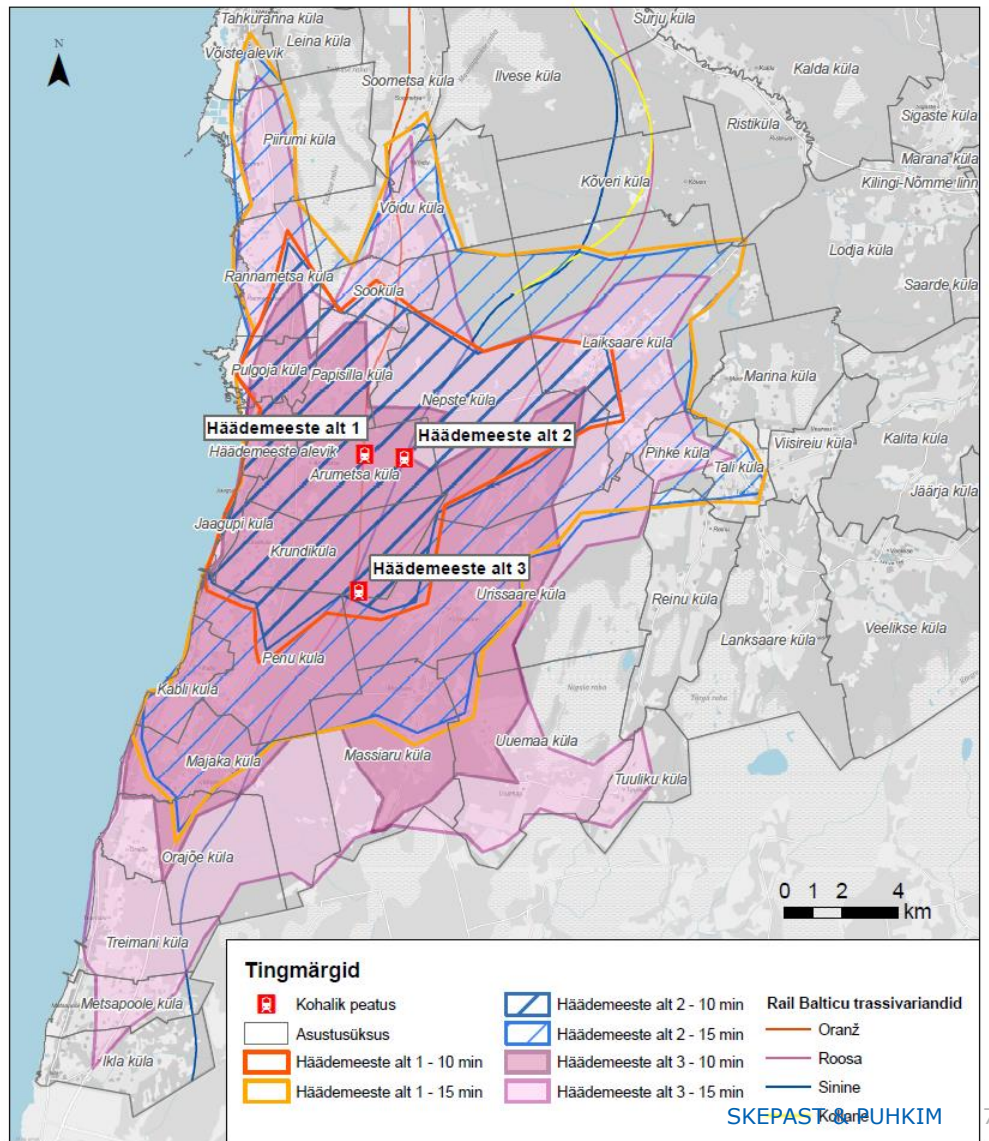 Tahkuranna küla
Leina küla
Surju küla
Võiste alevik
Soometsa küla
Ilvese küla
Kalda küla
Sigaste küla
Piirumi küla
Ristiküla
Marana küla
Kõveri küla
Kilingi-Nõmme linn
Võidu küla
Lodja küla
Rannametsa küla
Sooküla
Saarde küla
Laiksaare küla
Pulgoja küla
Papisilla küla
Marina küla
Nepste küla
Häädemeeste alt 1
Häädemeeste alt 2
Häädemeeste alevik
Arumetsa küla
Pihke küla
Tali küla
Viisireiu küla
Kalita küla
Jäärja küla
Jaagupi küla
Krundiküla
Häädemeeste alt 3
Urissaare küla
Reinu küla
Lanksaare küla
Veelikse küla
Penu küla
Nigula raba
Kabli küla
Uuemaa küla
Majaka küla
Massiaru küla
Tuuliku küla
Orajõe küla
0 1 2 4
km
Treimani küla
Metsapoole küla
Ikla küla
N
Tingmärgid
Kohalik peatus
Asustusüksus
Häädemeeste alt 1 - 10 min
Häädemeeste alt 1 - 15 min
Häädemeeste alt 2 - 10 min
Häädemeeste alt 2 - 15 min
Häädemeeste alt 3 - 10 min
Häädemeeste alt 3 - 15 min
Rail Balticu trassivariandid
Oranž
Roosa
Sinine
Kollane
SKEPAST & PUHKIM
7